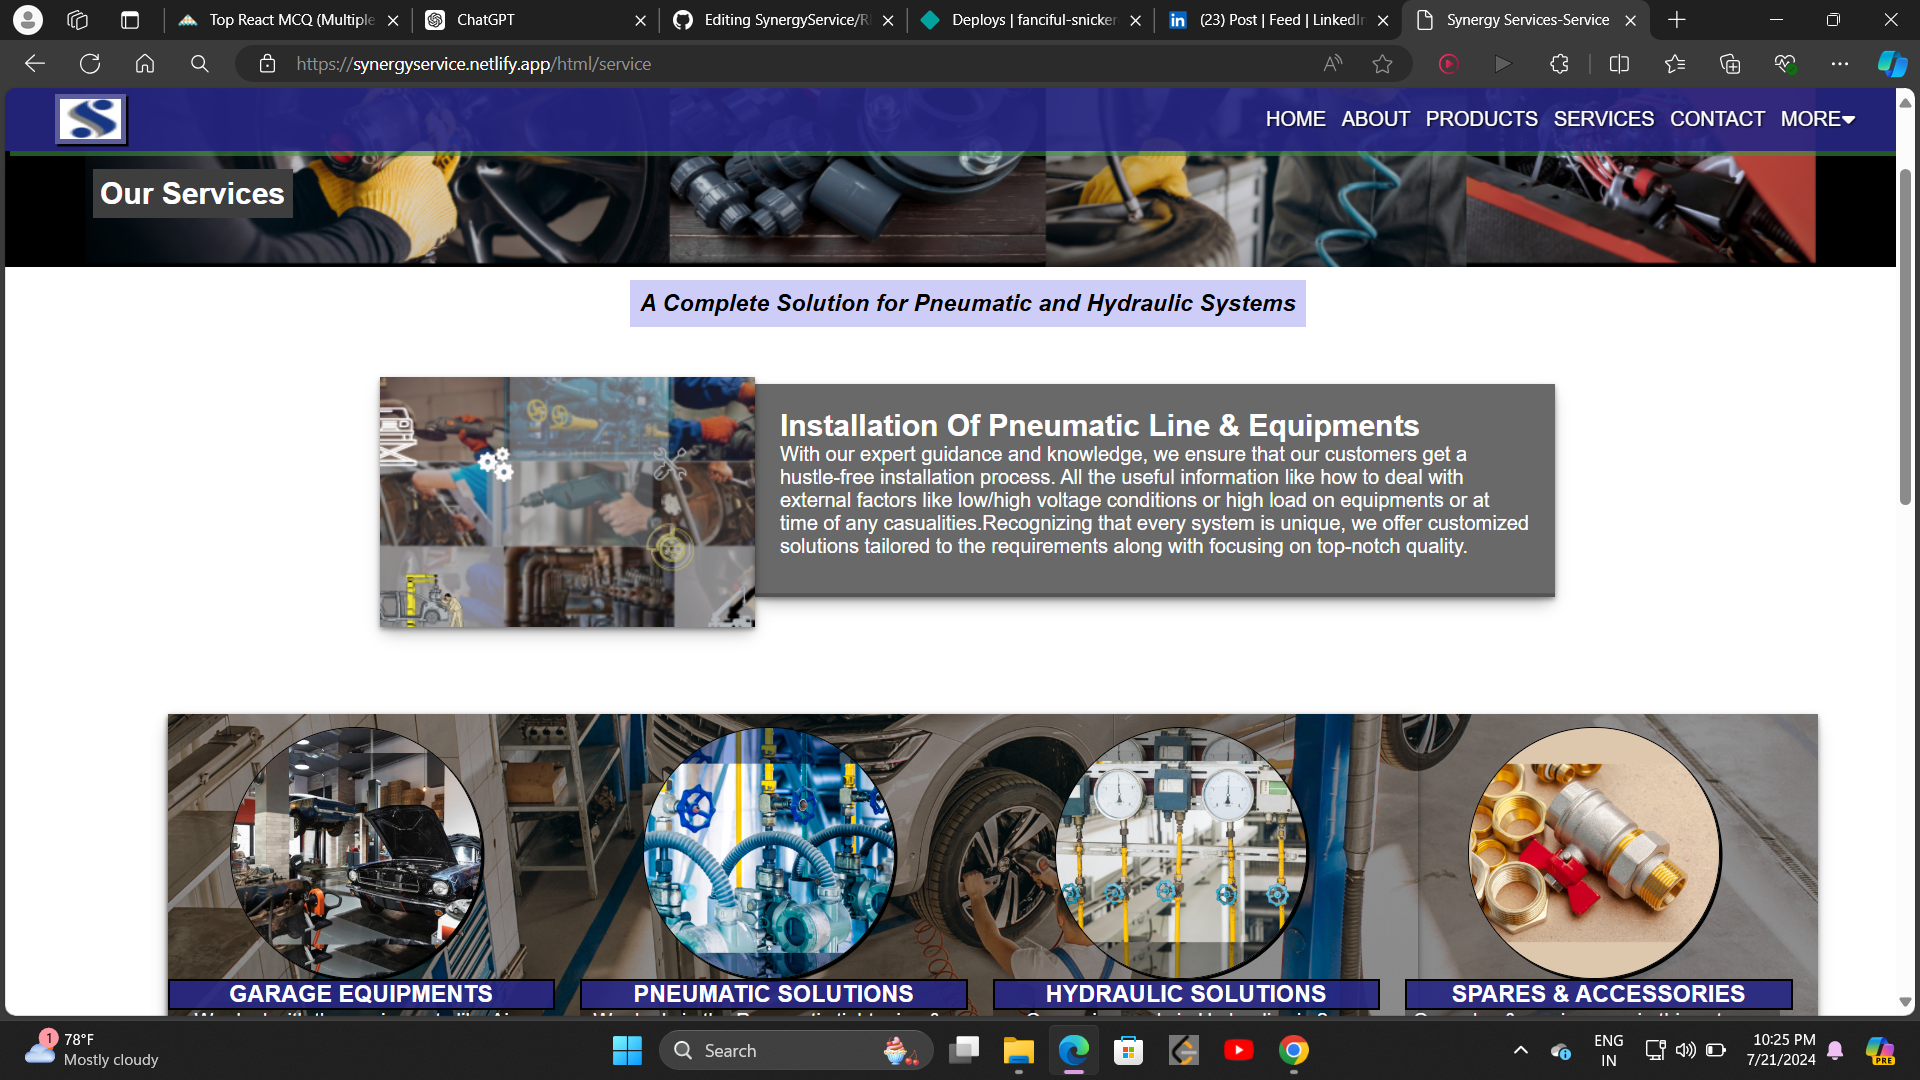 Top React MCQ (Multiple
ChatGPT
Editing SynergyService/R
Deploys | fanciful-snicker
(23) Post | Feed | LinkedIn
Synergy Services-Service
https://synergyservice.netlify.app/html/service
HOME ABOUT PRODUCTS SERVICES CONTACT MORE
Our Services
A Complete Solution for Pneumatic and Hydraulic Systems
Installation Of Pneumatic Line & Equipments
With our expert guidance and knowledge, we ensure that our customers get a
hustle-free installation process. All the useful information like how to deal with
external factors like low/high voltage conditions or high load on equipments or at
time of any casualities.Recognizing that every system is unique, we offer customized
solutions tailored to the requirements along with focusing on top-notch quality.
GARAGE EQUIPMENTS
PNEUMATIC SOLUTIONS
HYDRAULIC SOLUTIONS
SPARES & ACCESSORIES
1
78°F
Mostly cloudy
Search
ENG
IN
10:25 PM
7/21/2024
PRE